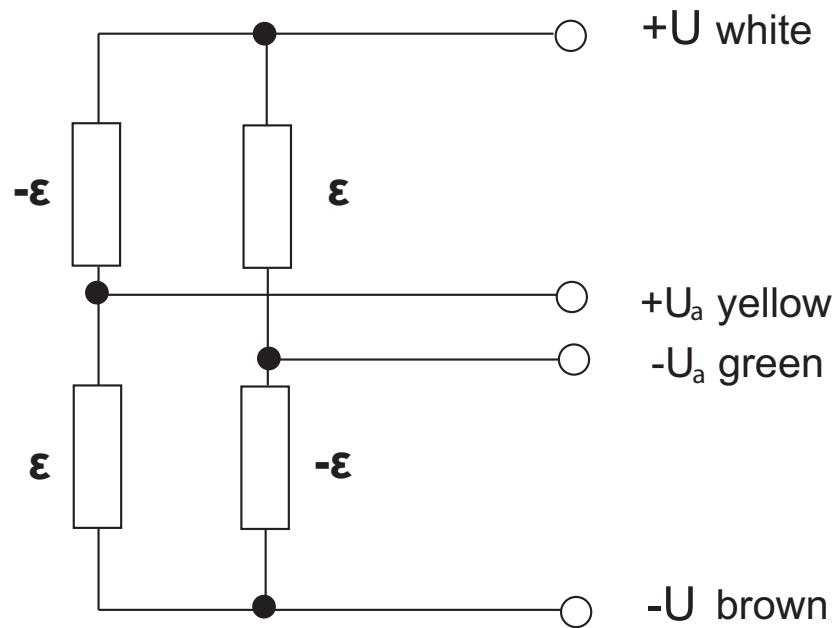 +U white
-ε
ε
+Ua yellow
-Ua green
ε
-ε
-U brown